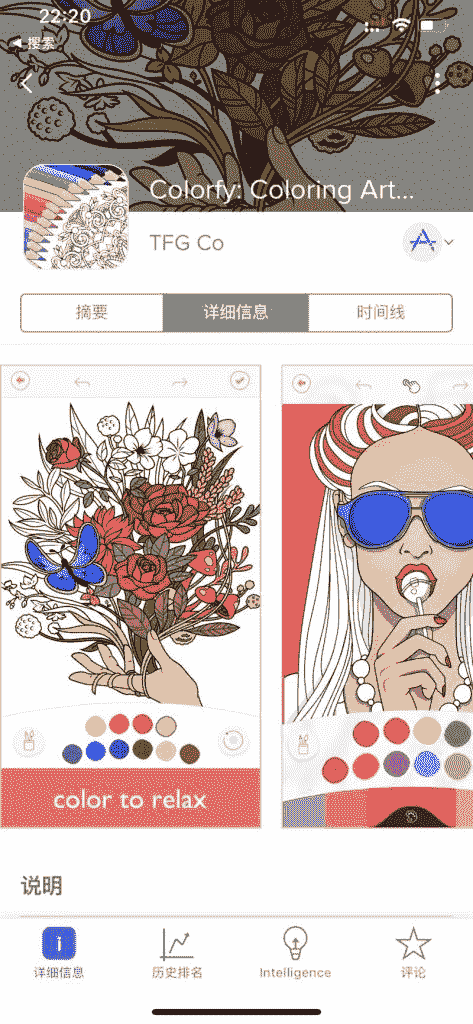 22:20
◀ 搜索
Colorfy: Coloring Art...
TFG Co
摘要
详细信息
时间线
color to relax
说明
详细信息
历史排名
Intelligence
评论